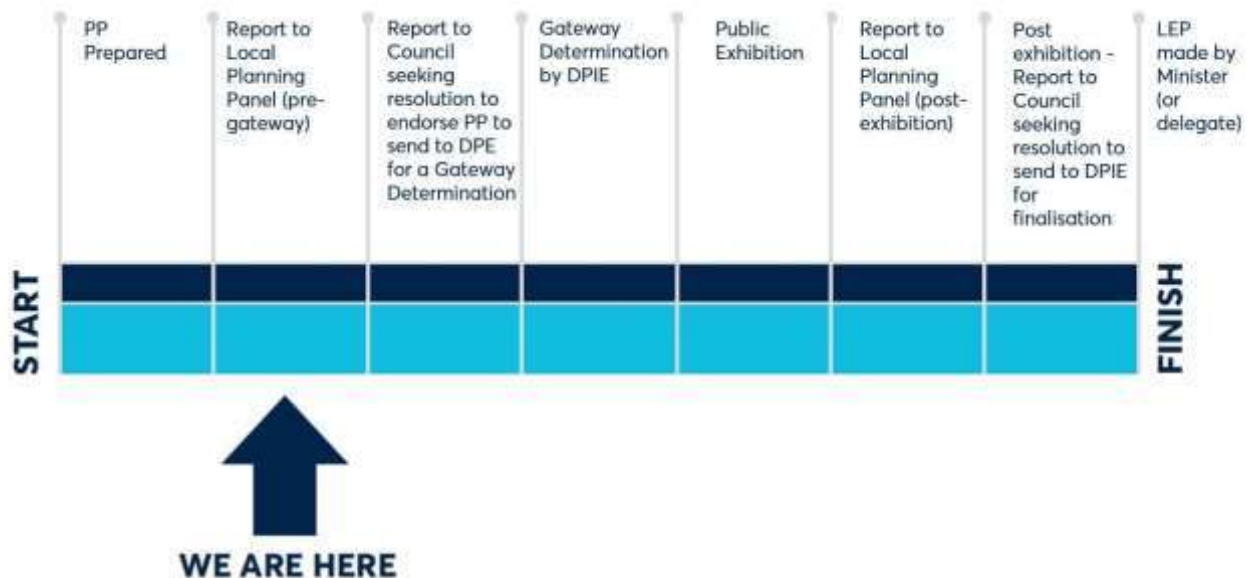 PP
Prepared
Report to
Local
Planning
Panel (pre-
gateway)
Report to
Council
seeking
resolution to
endorse PP to
send to DPE
for a Gateway
Determination
Gateway
Determination
by DPIE
Public
Exhibition
Report to
Local
Planning
Panel (post-
exhibition)
Post
exhibition -
Report to
Council
seeking
resolution to
send to DPIE
for
finalisation
LEP
made by
Minister
(or
delegate)
START
FINISH
WE ARE HERE